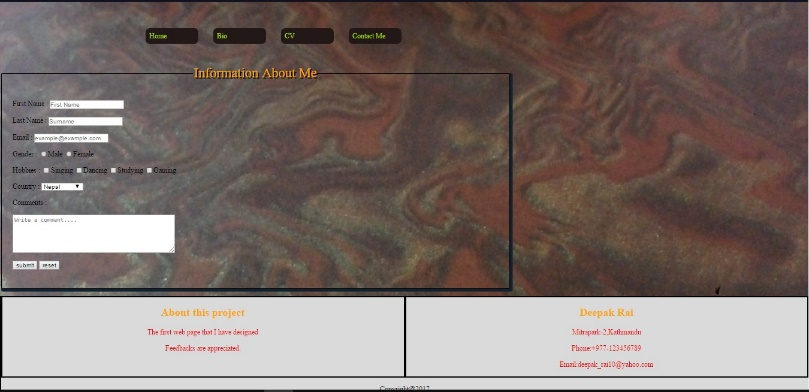 Home Bio CV Contact Me
Information About Me
First Name : First Name
Last Name : Surname
Email : example@example.com
Gender : Male Female
Hobbies : Singing Dancing Studying Gaming
Country : Nepal
Comments :
Write a comment....
submit reset
About this project
The first web page that I have designed
Feedbacks are appreciated.
Deepak Rai
Mitrapark-2,Kathmandu
Phone:+977-123456789
Email:deepak_rai10@yahoo.com
Copyright@2017